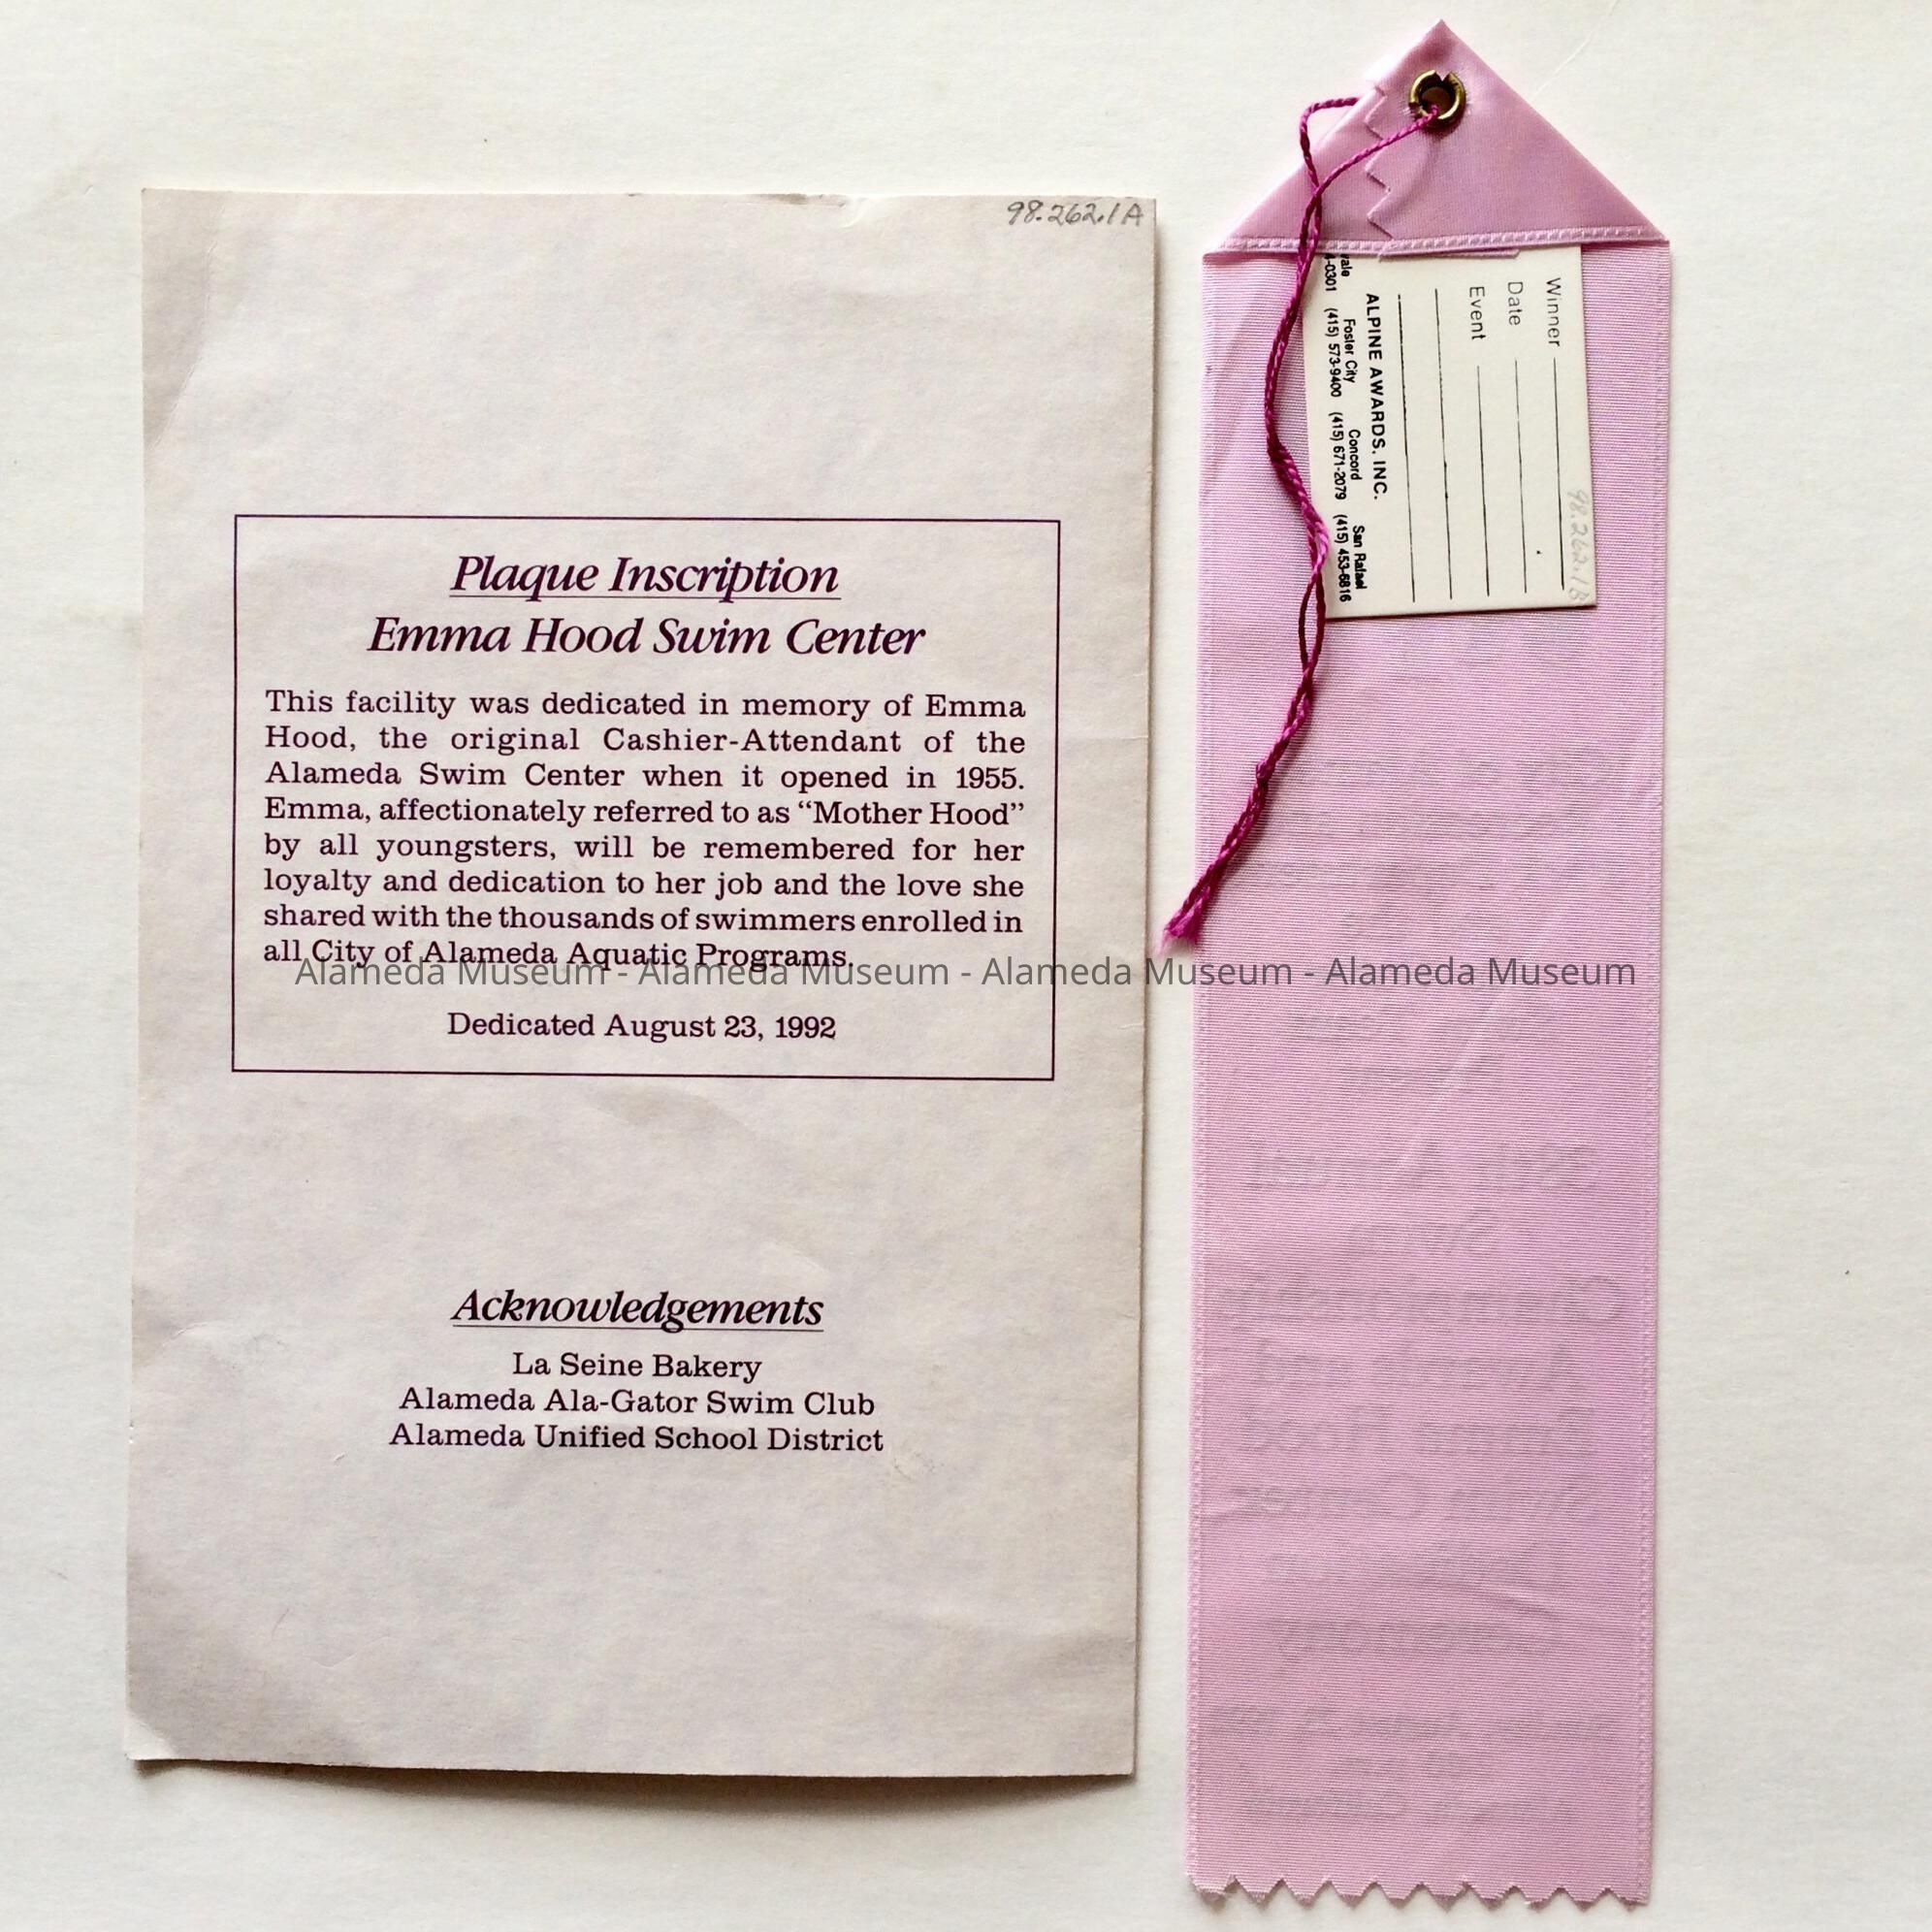 98.262.1A
Plaque Inscription
Emma Hood Swim Center
This facility was dedicated in memory of Emma
Hood, the original Cashier-Attendant of the
Alameda Swim Center when it opened in 1955.
Emma, affectionately referred to as “Mother Hood”
by all youngsters, will be remembered for her
loyalty and dedication to her job and the love she
shared with the thousands of swimmers enrolled in
all City of Alameda Aquatic Programs.
Dedicated August 23, 1992
Acknowledgements
La Seine Bakery
Alameda Ala-Gator Swim Club
Alameda Unified School District
98.262.1B
Winner
Date
Event
ALPINE AWARDS, INC.
Foster City Concord San Rafael
(415) 573-9400 (415) 671-2079 (415) 453-6816
Annual
Swim
Emma Hood
Swim Center
Alameda Museum - Alameda Museum - Alameda Museum - Alameda Museum